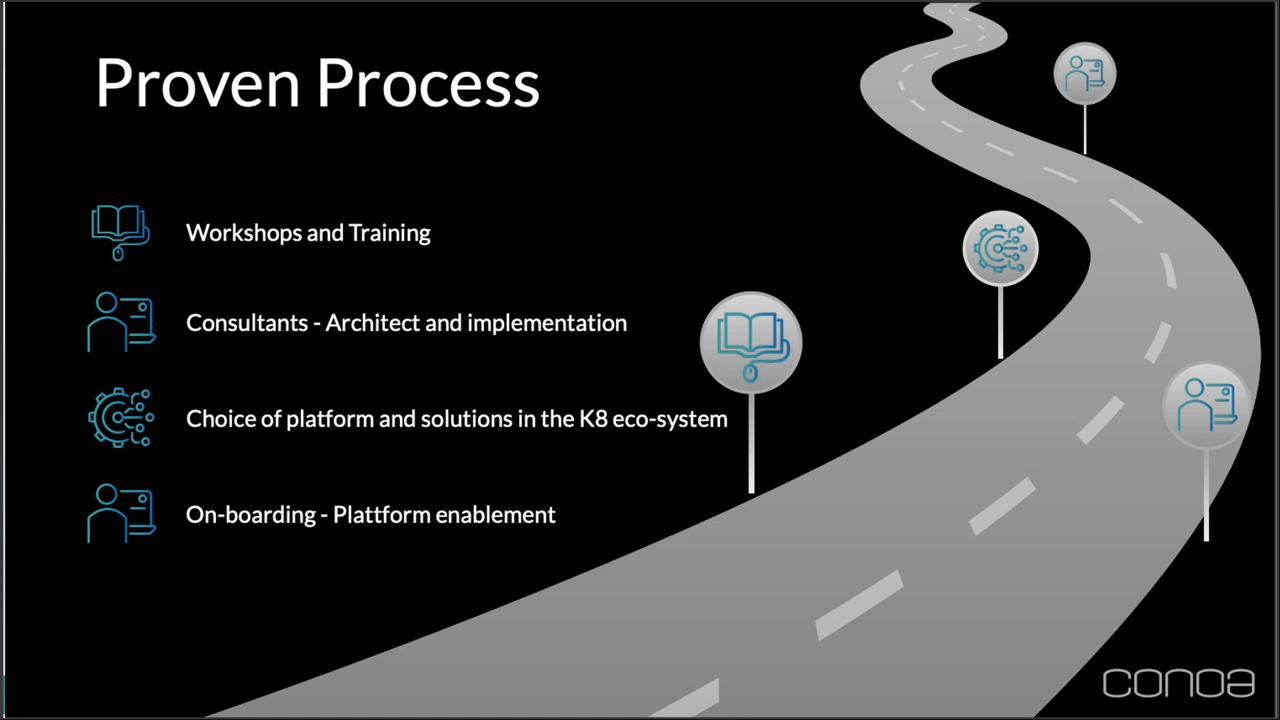 Proven Process
Workshops and Training
Consultants - Architect and implementation
Choice of platform and solutions in the K8 eco-system
On-boarding - Plattform enablement
conoa